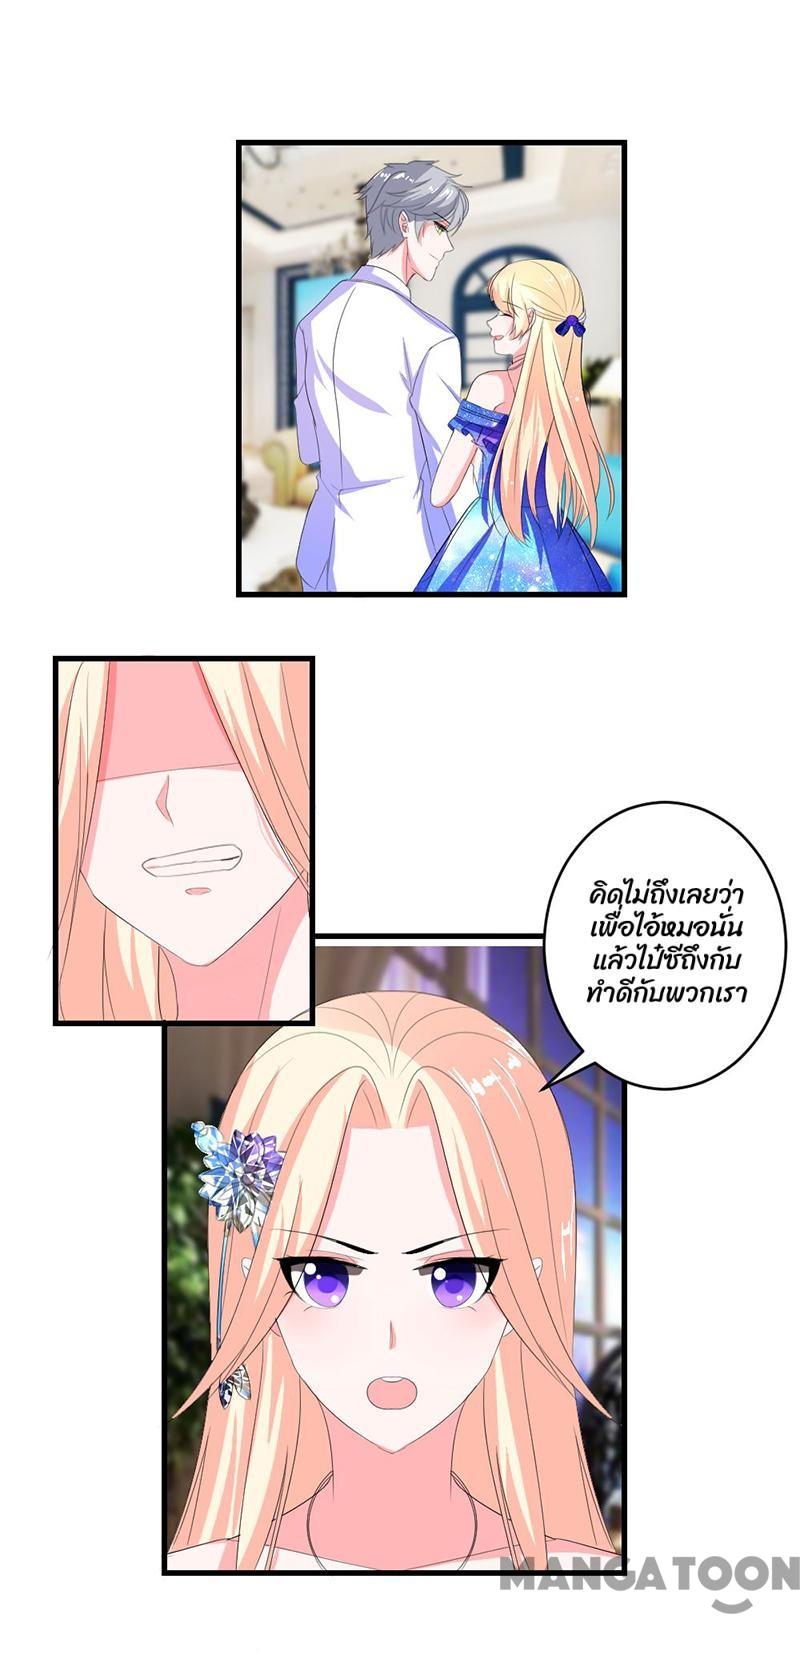 คิดไม่ถึงเลยว่า
เพื่อไอ้หมอนั่น
แล้วไป๋ซีถึงกับ
ทำดีกับพวกเรา
MANGATOON